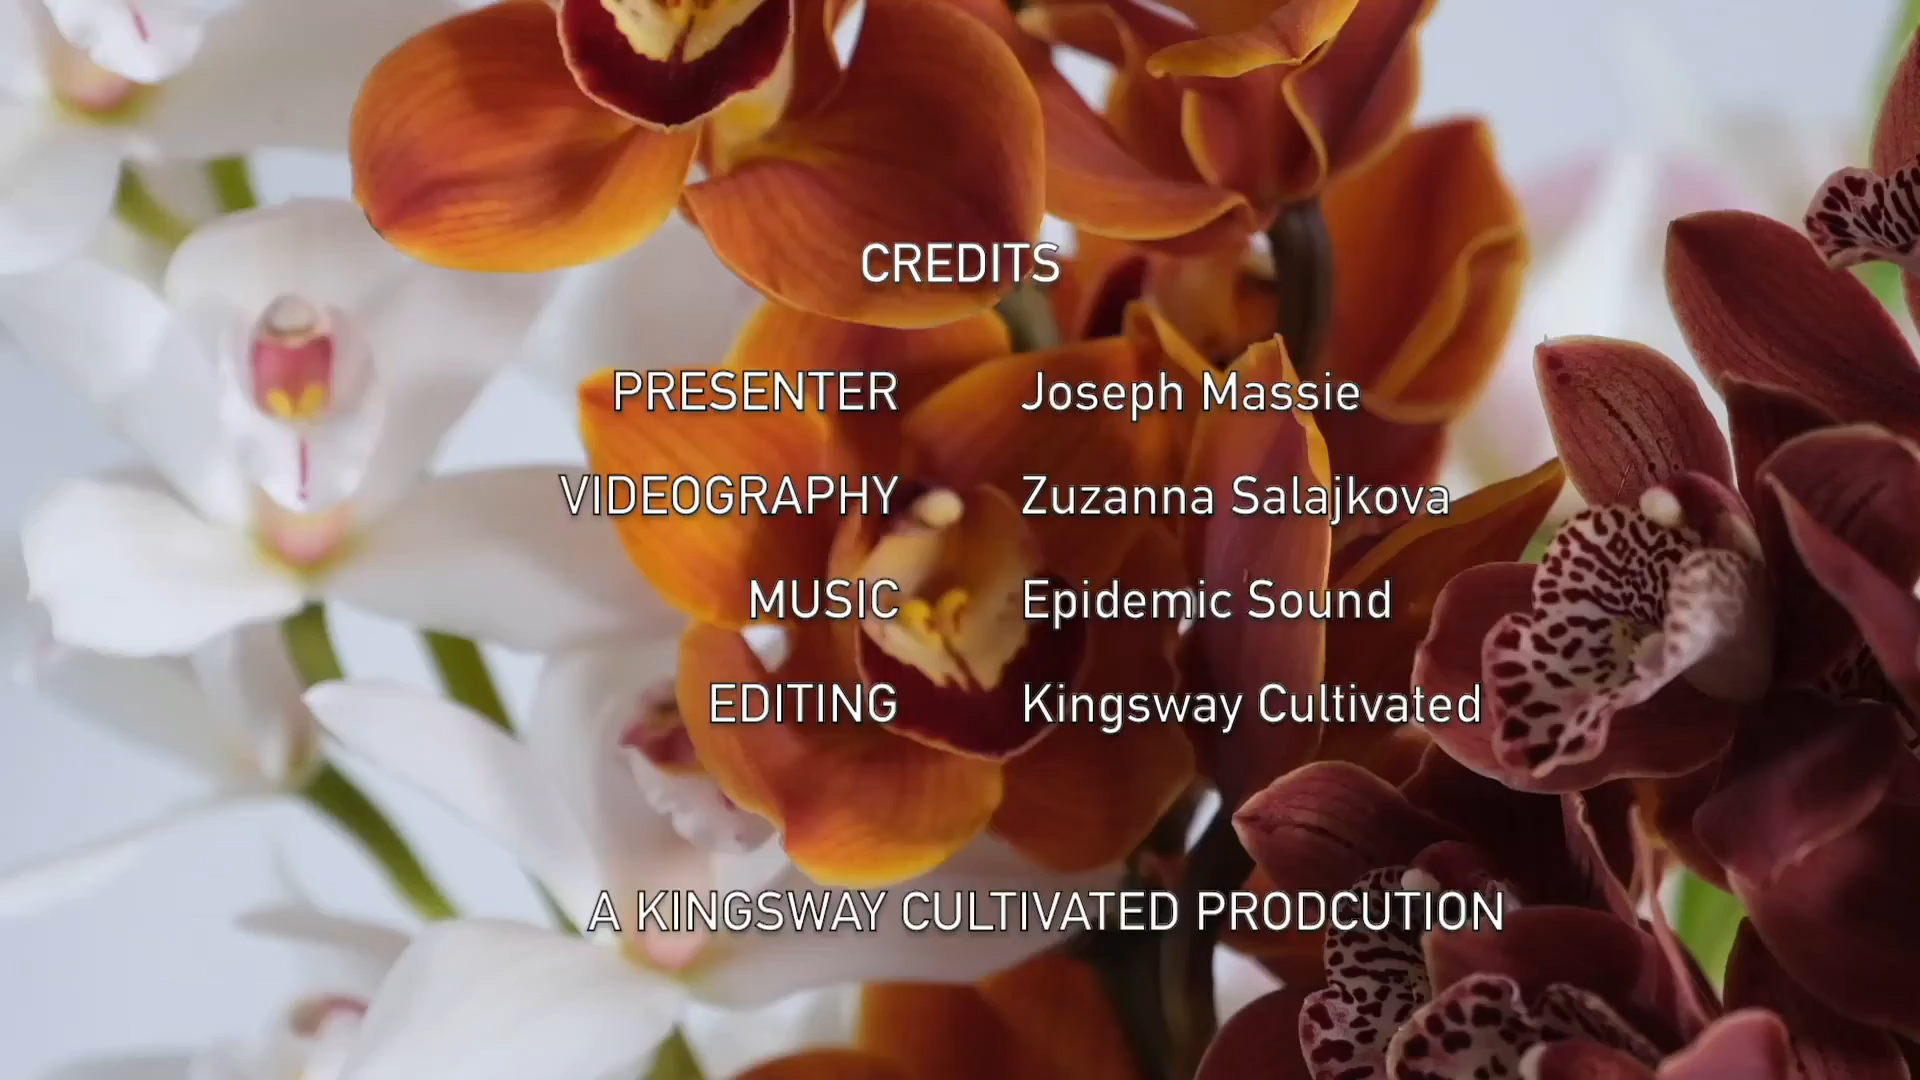 CREDITS
PRESENTER Joseph Massie
VIDEOGRAPHY Zuzanna Salajkova
MUSIC Epidemic Sound
EDITING Kingsway Cultivated
A KINGSWAY CULTIVATED PRODCUTION